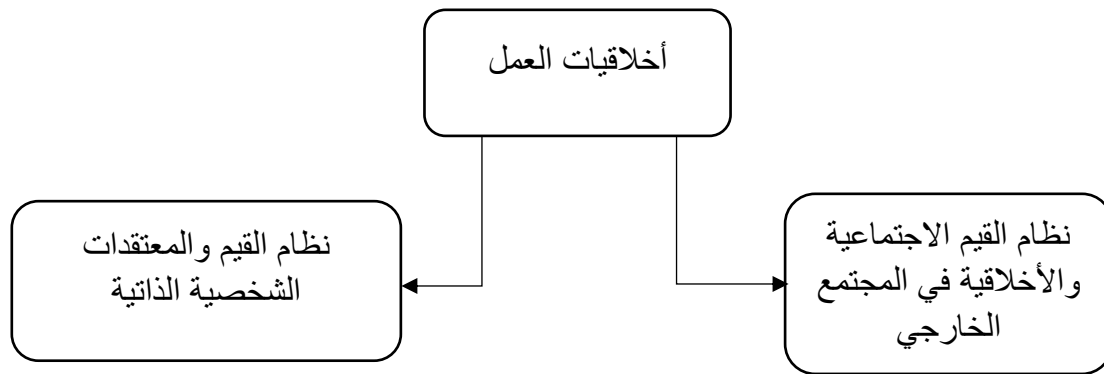 أخلاقيات العمل
نظام القيم الاجتماعية
والأخلاقية في المجتمع
الخارجي
نظام القيم والمعتقدات
الشخصية الذاتية